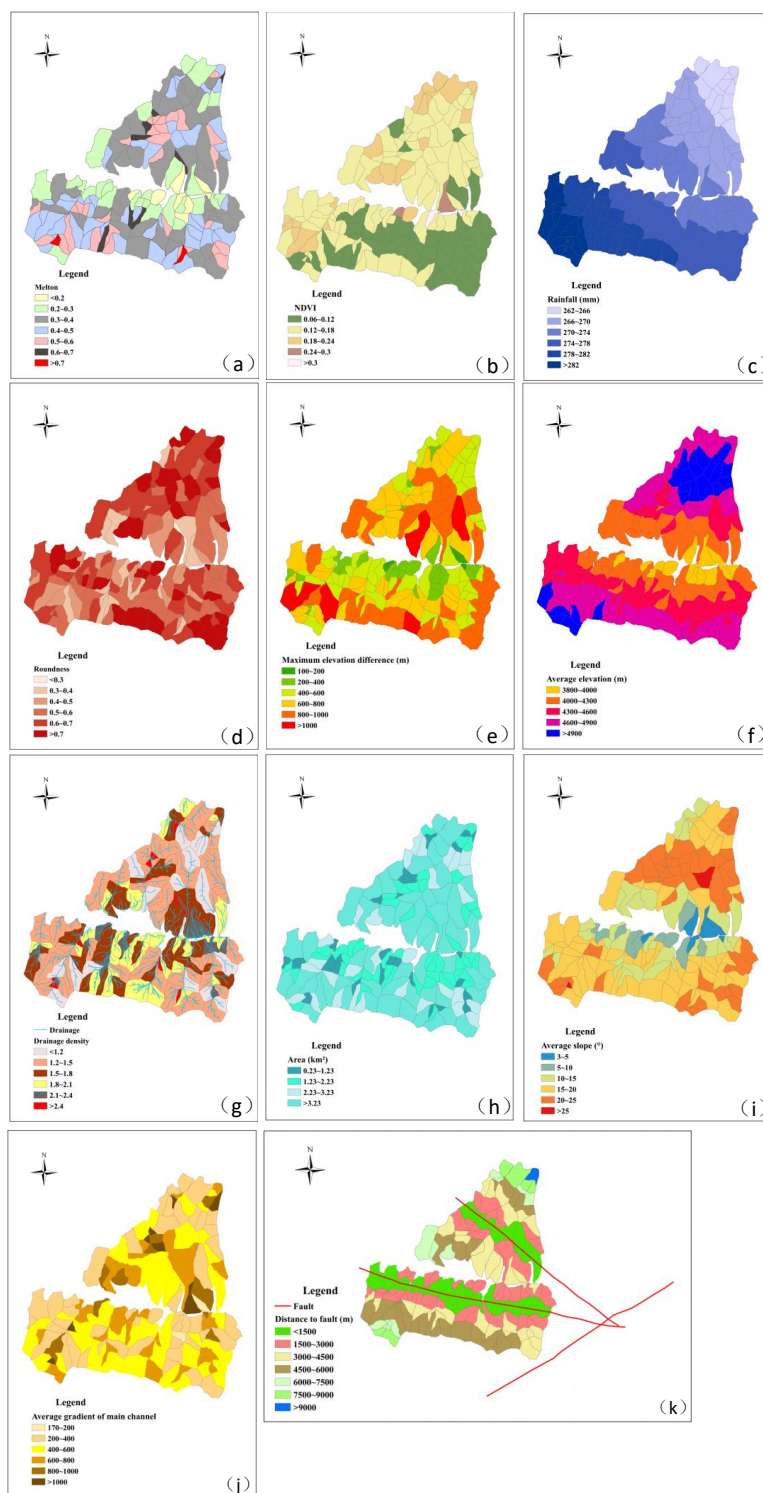 N
Legend
Melton
<0.2
0.2~0.3
0.3~0.4
0.4~0.5
0.5~0.6
0.6~0.7
>0.7
(a)
N
Legend
NDVI
0.06~0.12
0.12~0.18
0.18~0.24
0.24~0.3
>0.3
(b)
N
Legend
Rainfall (mm)
262~266
266~270
270~274
274~278
278~282
>282
(c)
N
Legend
Roundness
<0.3
0.3~0.4
0.4~0.5
0.5~0.6
0.6~0.7
>0.7
(d)
N
Legend
Maximum elevation difference (m)
100~200
200~400
400~600
600~800
800~1000
>1000
(e)
N
Legend
Average elevation (m)
3800~4000
4000~4300
4300~4600
4600~4900
>4900
(f)
N
Legend
Drainage
Drainage density
<1.2
1.2~1.5
1.5~1.8
1.8~2.1
2.1~2.4
>2.4
(g)
N
Legend
Area (km²)
0.23~1.23
1.23~2.23
2.23~3.23
>3.23
(h)
N
Legend
Average slope (°)
3~5
5~10
10~15
15~20
20~25
>25
(i)
N
Legend
Average gradient of main channel
170~200
200~400
400~600
600~800
800~1000
>1000
(j)
N
Legend
Fault
Distance to fault (m)
<1500
1500~3000
3000~4500
4500~6000
6000~7500
7500~9000
>9000
(k)